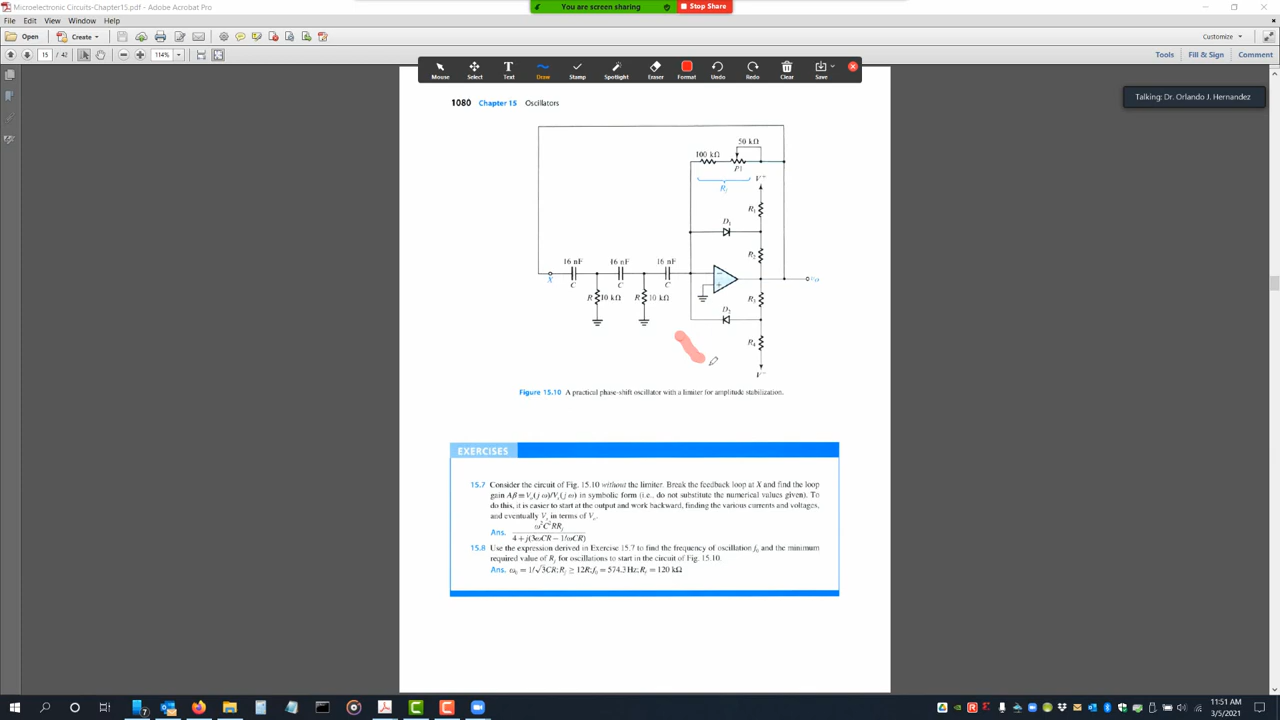 Microelectronic Circuits-Chapter15.pdf - Adobe Acrobat Pro
You are screen sharing
Stop Share
File Edit View Window Help
Open Create Customize
15 / 42 114% Tools Fill & Sign Comment
Mouse Select Text Draw Stamp Spotlight Eraser Format Undo Redo Clear Save
Talking: Dr. Orlando J. Hernandez
1080 Chapter 15 Oscillators
50 kΩ
100 kΩ
P1
Rf
V+
R1
D1
R2
16 nF 16 nF 16 nF
X C C C
− +
vO
R 10 kΩ R 10 kΩ
R3
D2
R4
V−
Figure 15.10 A practical phase-shift oscillator with a limiter for amplitude stabilization.
EXERCISES
15.7 Consider the circuit of Fig. 15.10 without the limiter. Break the feedback loop at X and find the loop
gain Aβ ≡ Vo(jω)/Vx(jω) in symbolic form (i.e., do not substitute the numerical values given). To
do this, it is easier to start at the output and work backward, finding the various currents and voltages,
and eventually Vx in terms of Vo.
Ans. ω²C²RRf / 4 + j(3ωCR − 1/ωCR)
15.8 Use the expression derived in Exercise 15.7 to find the frequency of oscillation f0 and the minimum
required value of Rf for oscillations to start in the circuit of Fig. 15.10.
Ans. ω0 = 1/√3CR; Rf ≥ 12R; f0 = 574.3 Hz; Rf = 120 kΩ
11:51 AM
3/5/2021